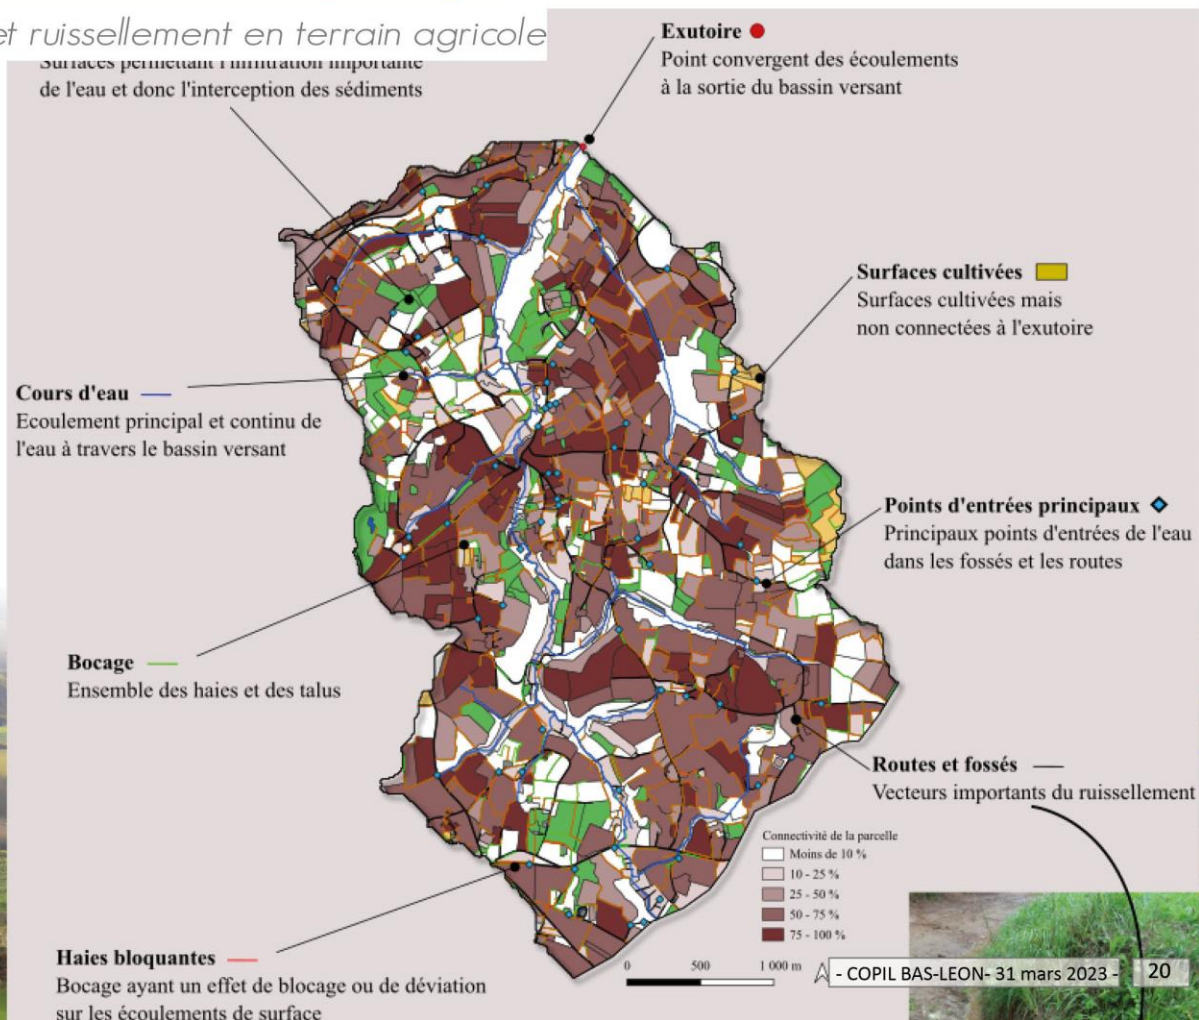 et ruissellement en terrain agricole
Surfaces permettant l'infiltration importante
de l'eau et donc l'interception des sédiments
Exutoire
Point convergent des écoulements
à la sortie du bassin versant
Surfaces cultivées
Surfaces cultivées mais
non connectées à l'exutoire
Cours d'eau
Ecoulement principal et continu de
l'eau à travers le bassin versant
Points d'entrées principaux
Principaux points d'entrées de l'eau
dans les fossés et les routes
Bocage
Ensemble des haies et des talus
Routes et fossés
Vecteurs importants du ruissellement
Connectivité de la parcelle
Moins de 10 %
10 - 25 %
25 - 50 %
50 - 75 %
75 - 100 %
Haies bloquantes
Bocage ayant un effet de blocage ou de déviation
sur les écoulements de surface
0 500 1 000 m
- COPIL BAS-LEON- 31 mars 2023 - 20